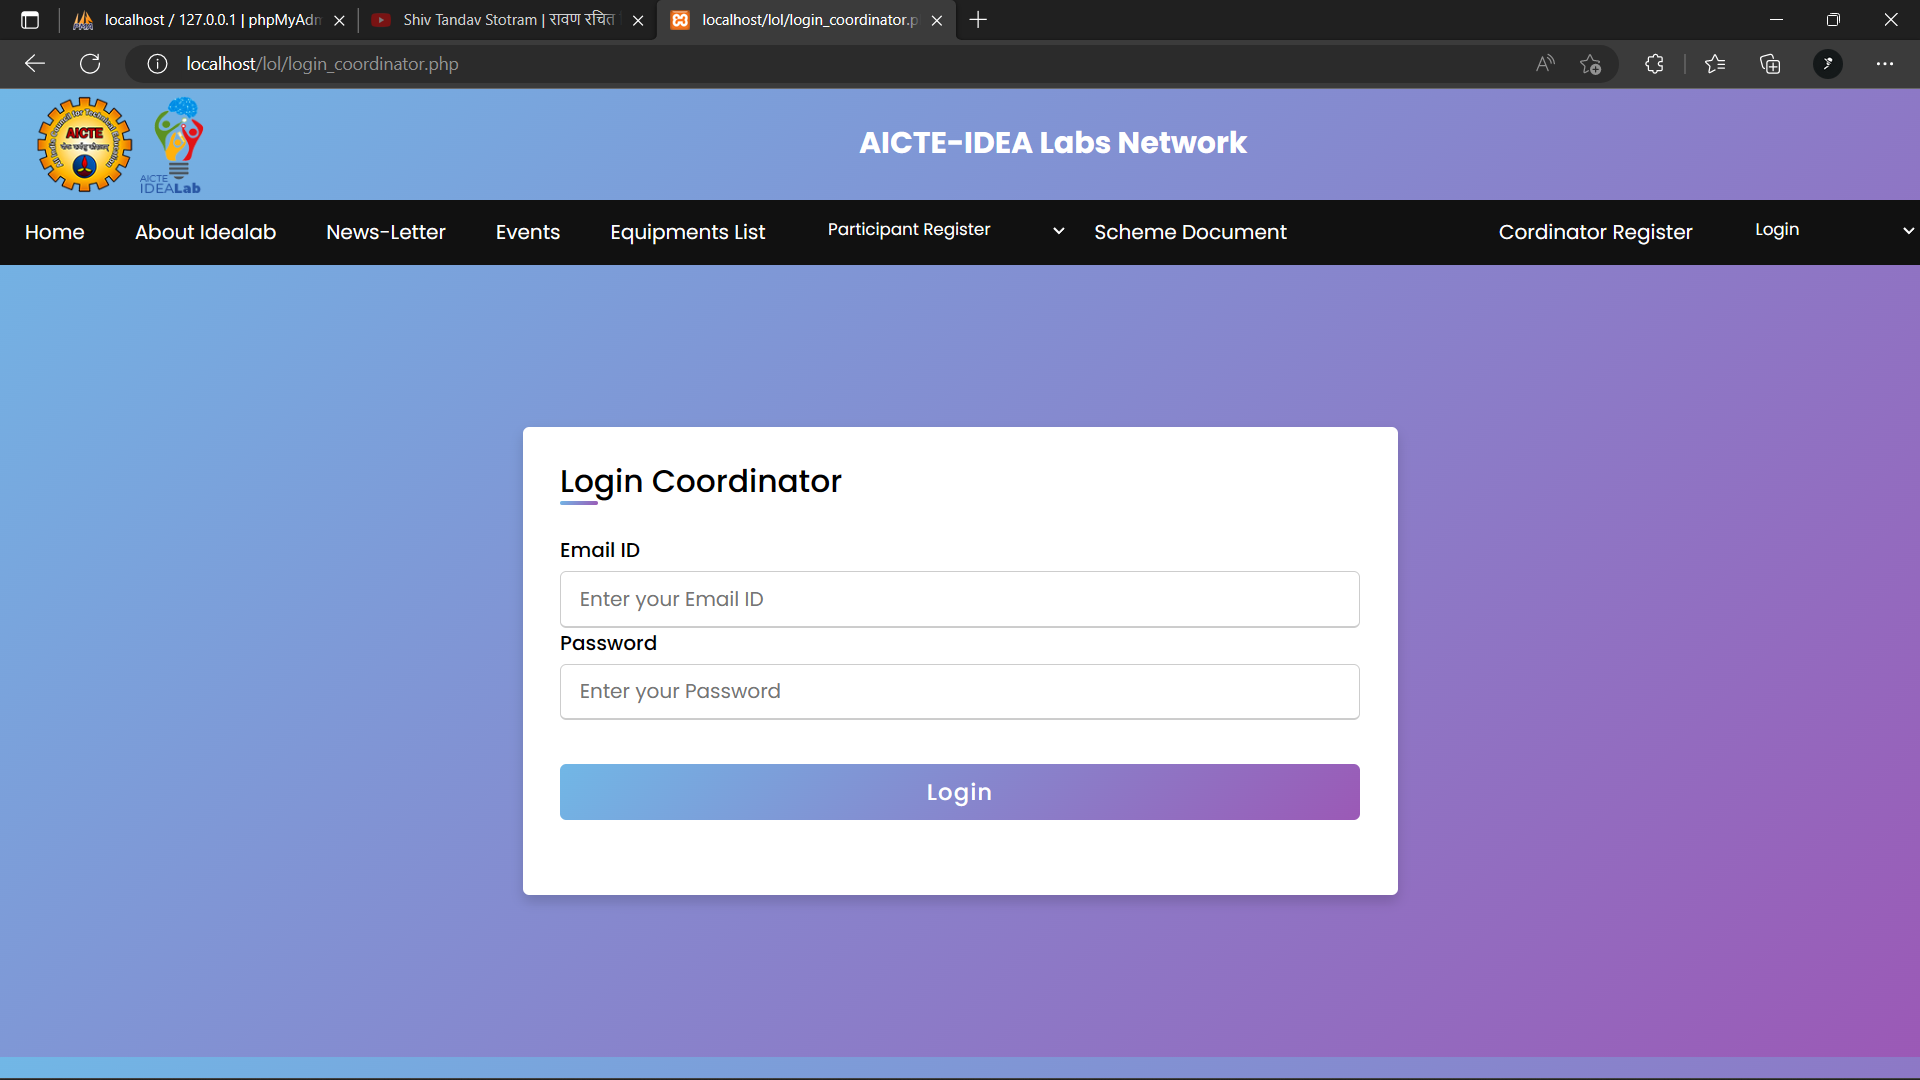 localhost / 127.0.0.1 | phpMyAdm
Shiv Tandav Stotram | रावण रचित
localhost/lol/login_coordinator.p
localhost/lol/login_coordinator.php
AICTE
AICTE
IDEALab
AICTE-IDEA Labs Network
Home
About Idealab
News-Letter
Events
Equipments List
Participant Register
Scheme Document
Cordinator Register
Login
Login Coordinator
Email ID
Enter your Email ID
Password
Enter your Password
Login